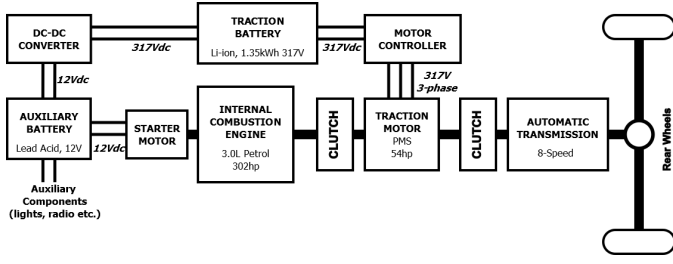 DC-DC
CONVERTER
317Vdc
TRACTION
BATTERY
Li-ion, 1.35kWh 317V
317Vdc
MOTOR
CONTROLLER
12Vdc
317V
3-phase
AUXILIARY
BATTERY
Lead Acid, 12V
12Vdc
STARTER
MOTOR
INTERNAL
COMBUSTION
ENGINE
3.0L Petrol
302hp
CLUTCH
TRACTION
MOTOR
PMS
54hp
CLUTCH
AUTOMATIC
TRANSMISSION
8-Speed
Rear Wheels
Auxiliary
Components
(lights, radio etc.)